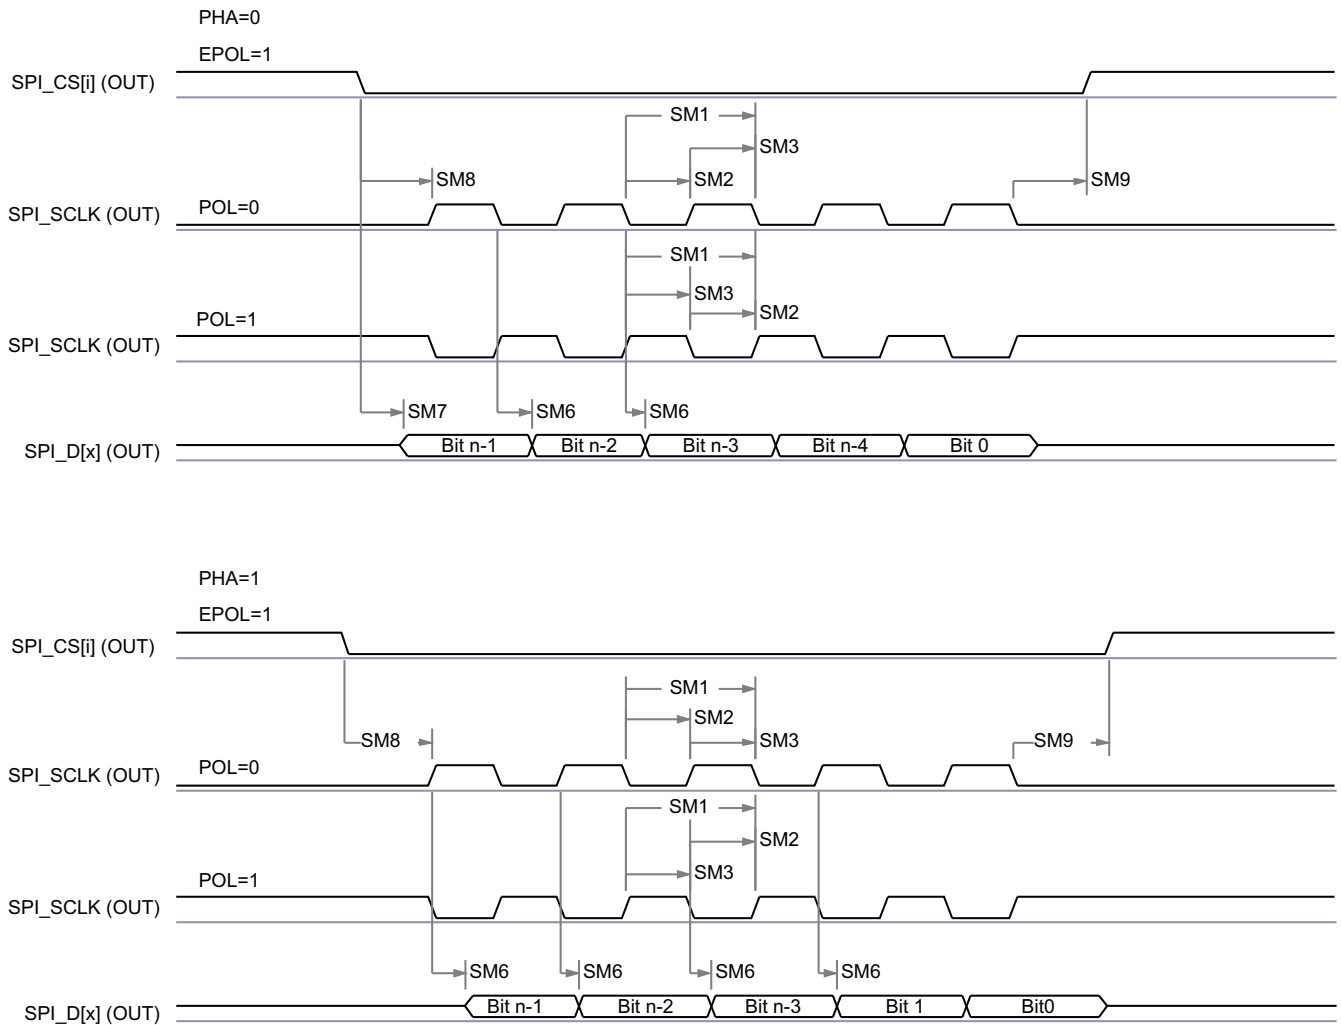 PHA=0
EPOL=1
SPI_CS[i] (OUT)
SM1
SM3
SM8
SM2
SM9
SPI_SCLK (OUT)
POL=0
SM1
SM3
SM2
POL=1
SPI_SCLK (OUT)
SM7
SM6
SM6
SPI_D[x] (OUT)
Bit n-1
Bit n-2
Bit n-3
Bit n-4
Bit 0
PHA=1
EPOL=1
SPI_CS[i] (OUT)
SM1
SM2
SM8
SM3
SM9
SPI_SCLK (OUT)
POL=0
SM1
SM2
SM3
POL=1
SPI_SCLK (OUT)
SM6
SM6
SM6
SM6
SPI_D[x] (OUT)
Bit n-1
Bit n-2
Bit n-3
Bit 1
Bit0